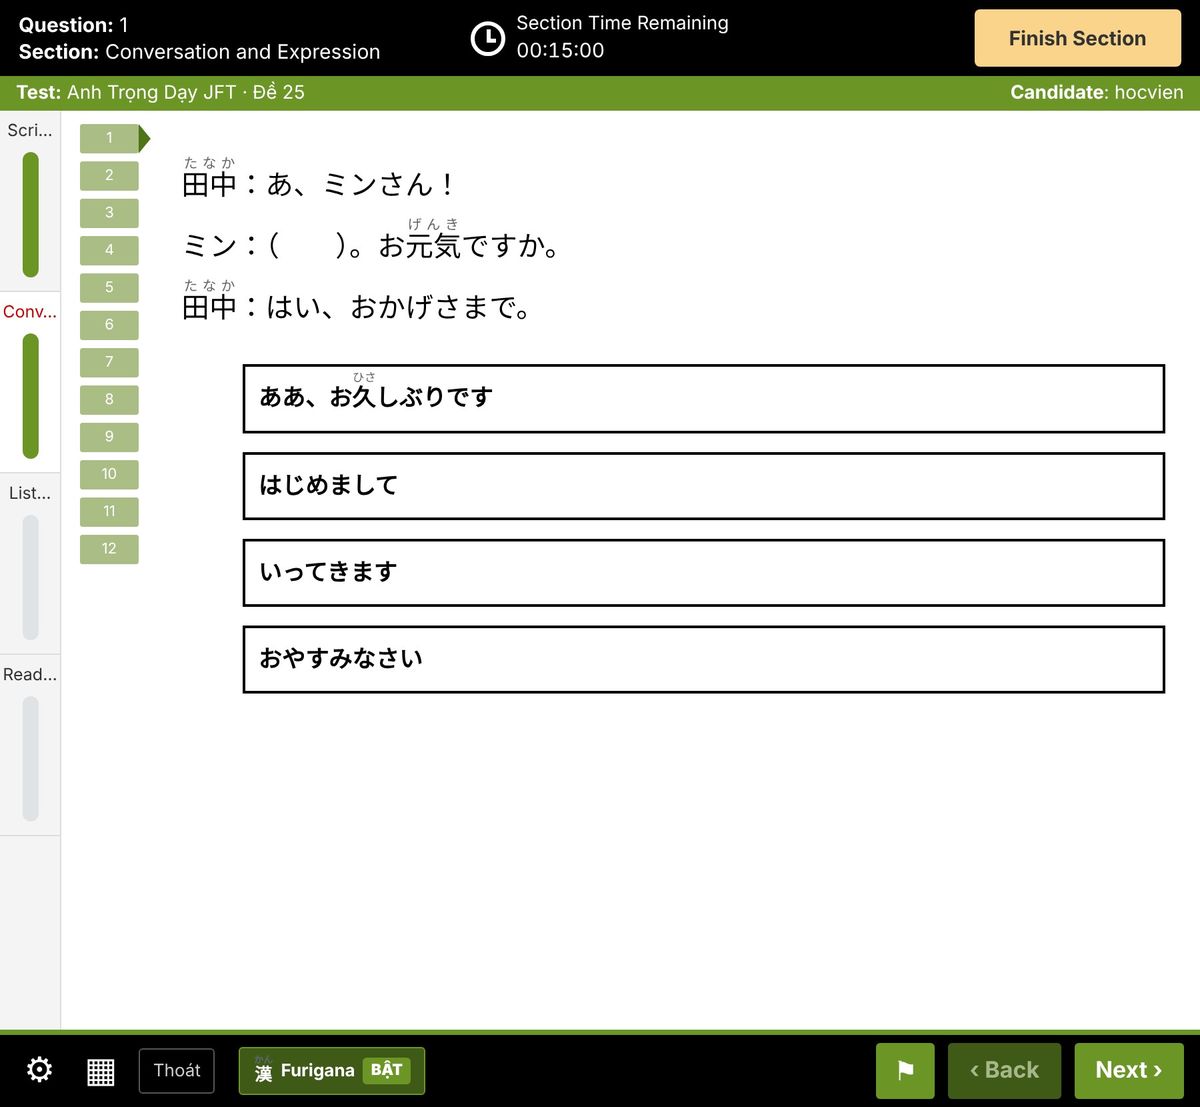 Question: 1
Section: Conversation and Expression
Section Time Remaining
00:15:00
Finish Section
Test: Anh Trọng Dạy JFT · Đề 25
Candidate: hocvien
Scri...
Conv...
List...
Read...
1
2
3
4
5
6
7
8
9
10
11
12
たなか
田中：あ、ミンさん！
げんき
ミン：(　　)。お元気ですか。
たなか
田中：はい、おかげさまで。
ひさ
ああ、お久しぶりです
はじめまして
いってきます
おやすみなさい
Thoát
かん
漢 Furigana BẬT
‹ Back
Next ›